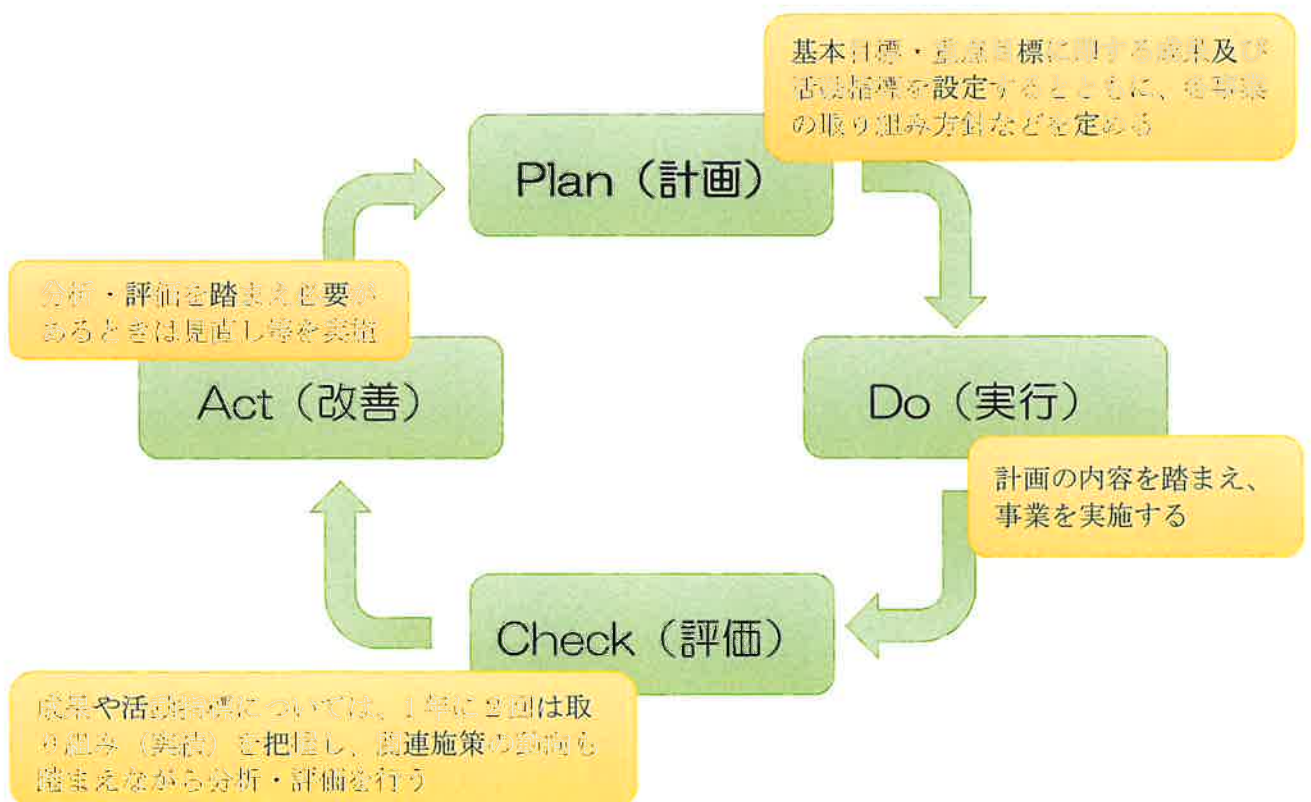 基本目標・重点目標に関する成果及び
活動指標を設定するとともに、各事業
の取り組み方針などを定める
Plan（計画）
分析・評価を踏まえ必要が
あるときは見直し等を実施
Act（改善）
Do（実行）
計画の内容を踏まえ、
事業を実施する
Check（評価）
成果や活動指標については、1年に2回は取
り組み（実績）を把握し、関連施策の動向も
踏まえながら分析・評価を行う